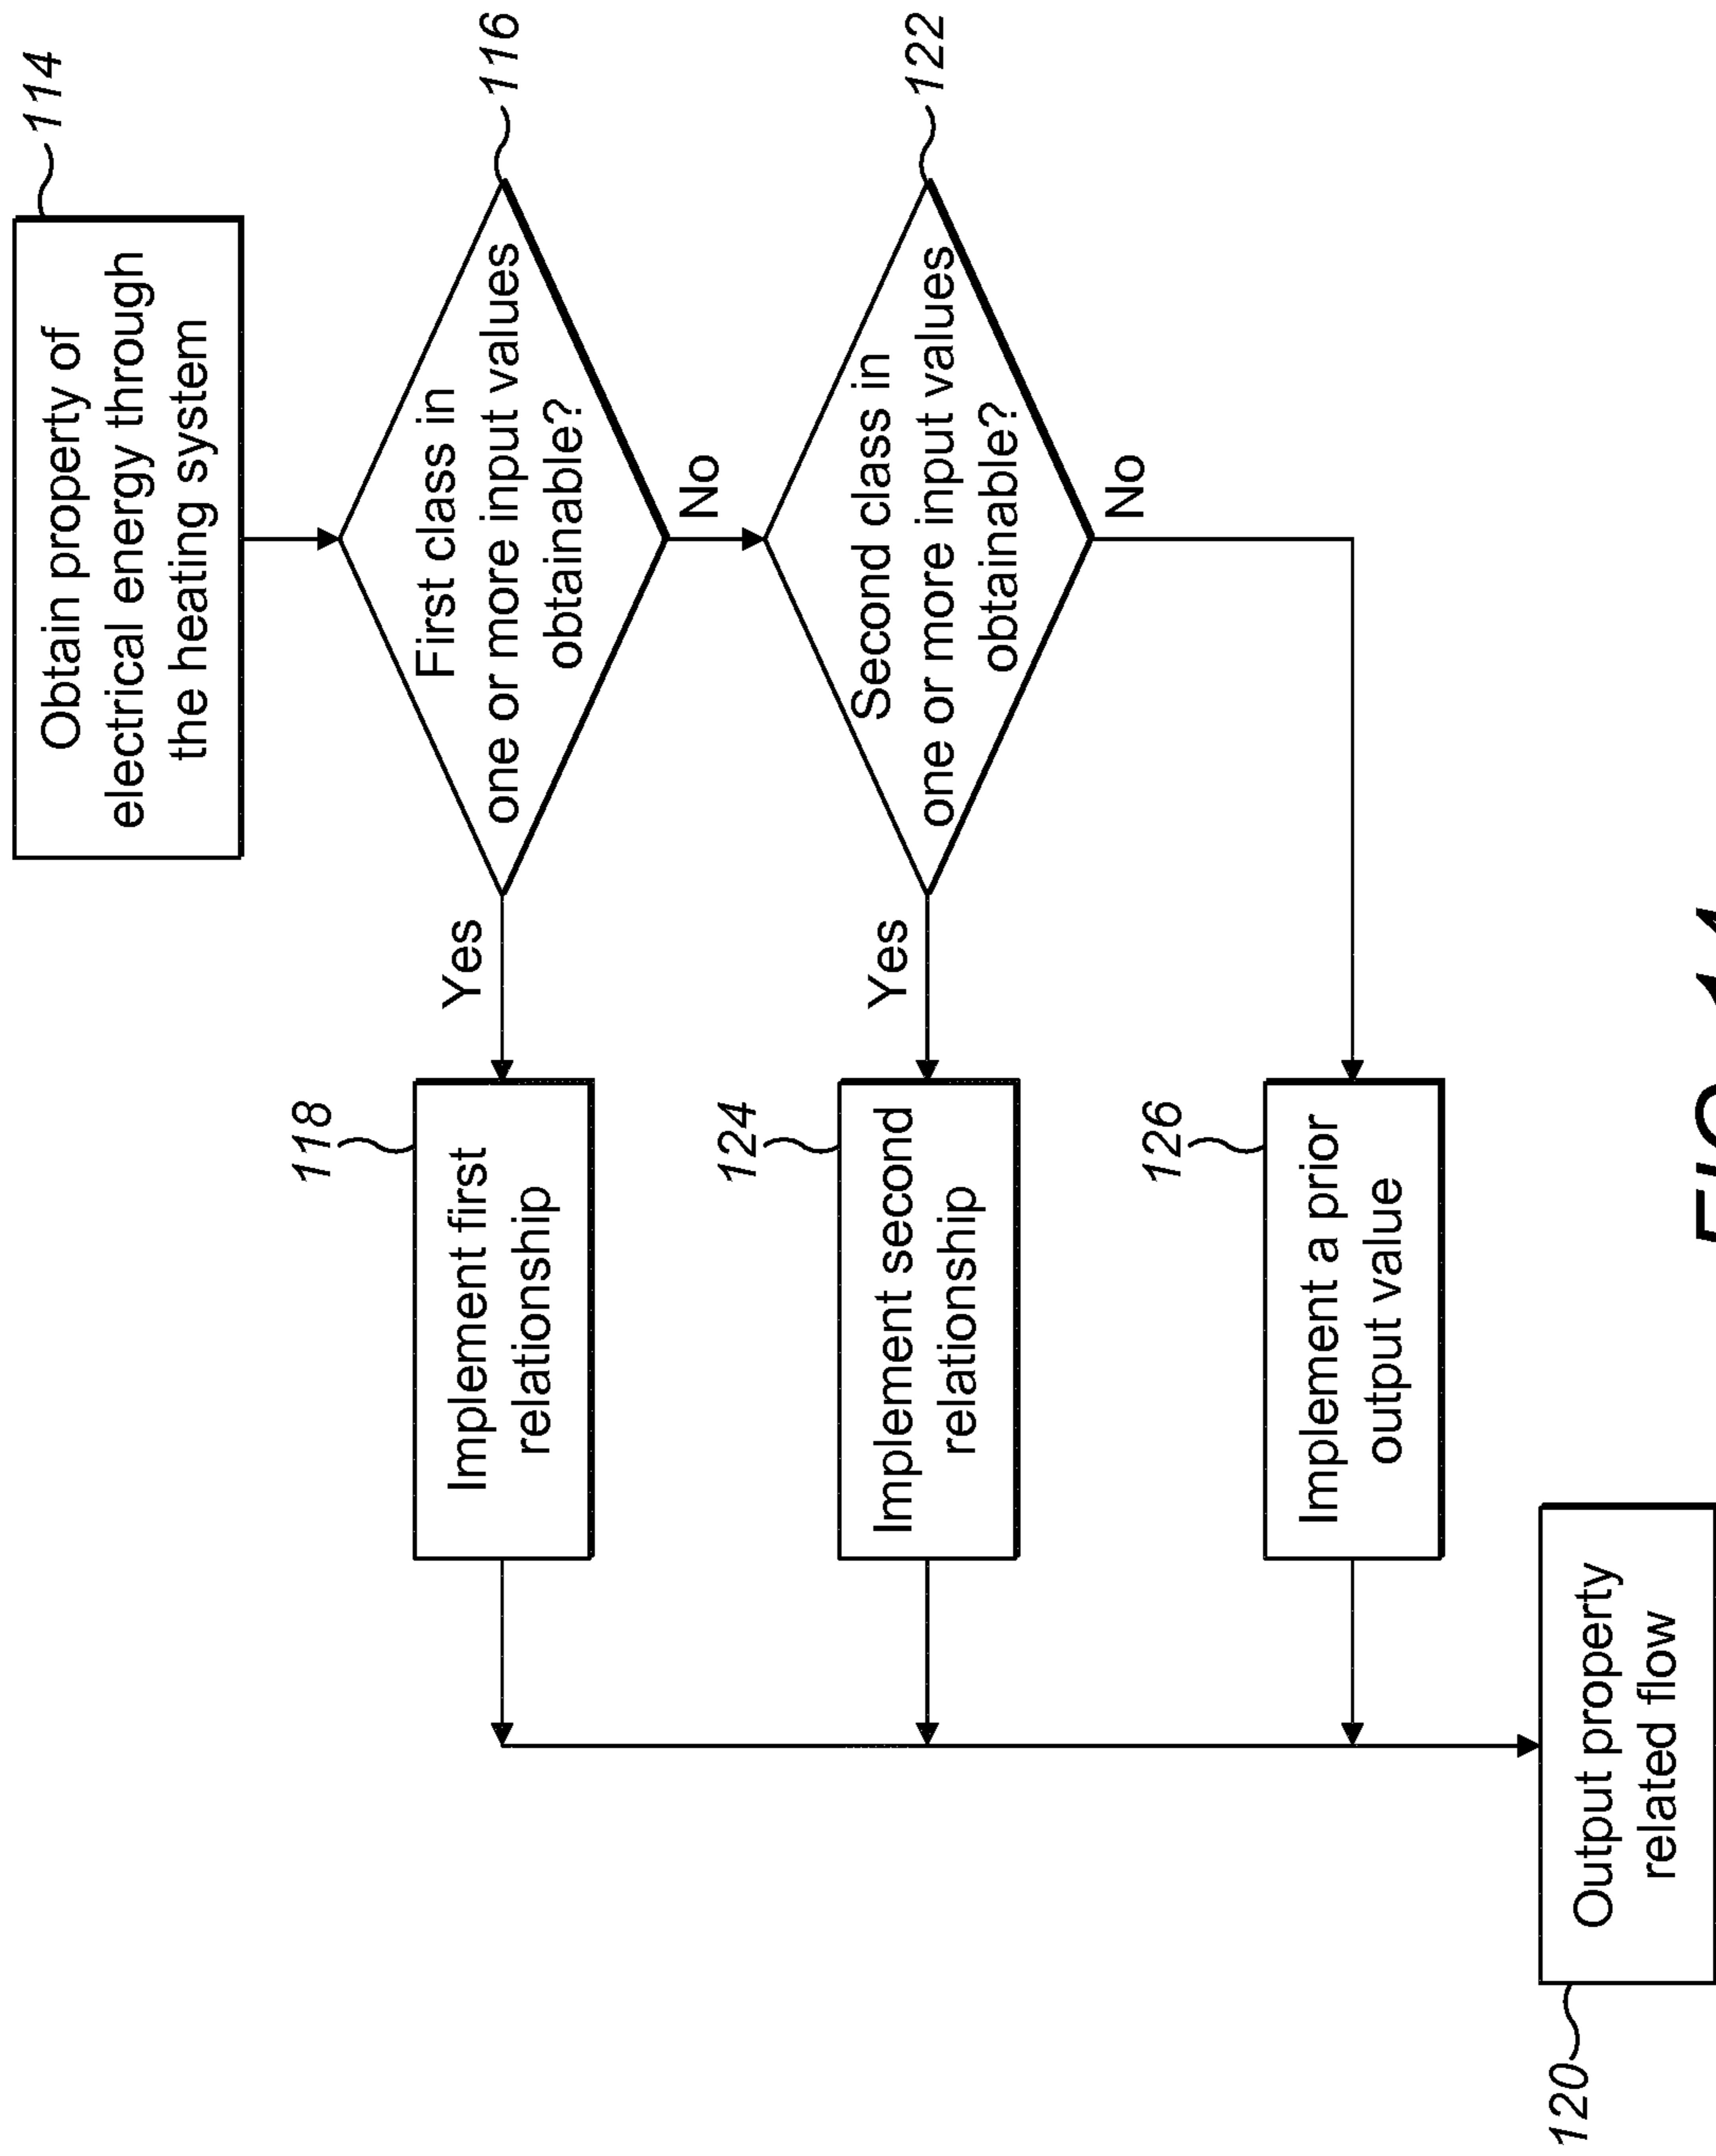 114
Obtain property of
electrical energy through
the heating system
116
First class in
one or more input values
obtainable?
Yes
No
118
Implement first
relationship
122
Second class in
one or more input values
obtainable?
Yes
No
124
Implement second
relationship
126
Implement a prior
output value
120
Output property
related flow